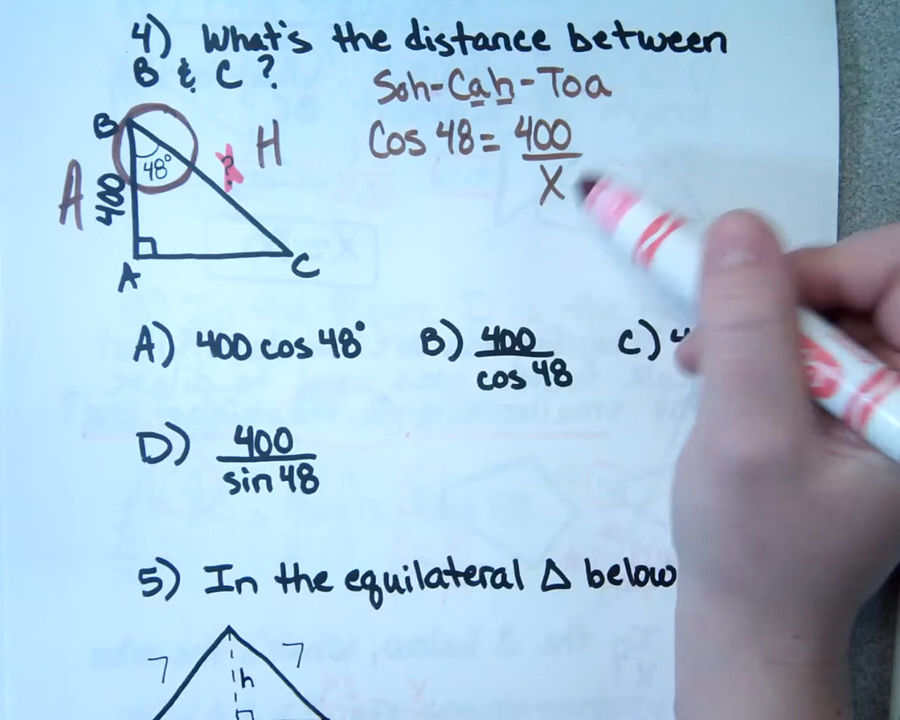 4) What's the distance between
B & C ?
Soh-Cah-Toa
Cos 48 = 400
X
B
48°
?
H
A
400
A
C
A) 400 cos 48°
B) 400
cos 48
C) 4
D) 400
sin 48
5) In the equilateral Δ below
7
7
h